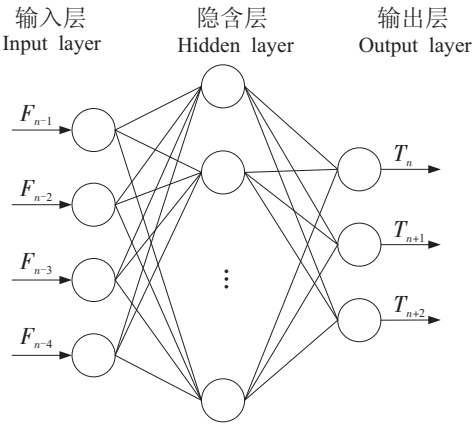 输入层 隐含层 输出层
Input layer Hidden layer Output layer
F_{n-1}
F_{n-2}
F_{n-3}
F_{n-4}
...
T_n
T_{n+1}
T_{n+2}